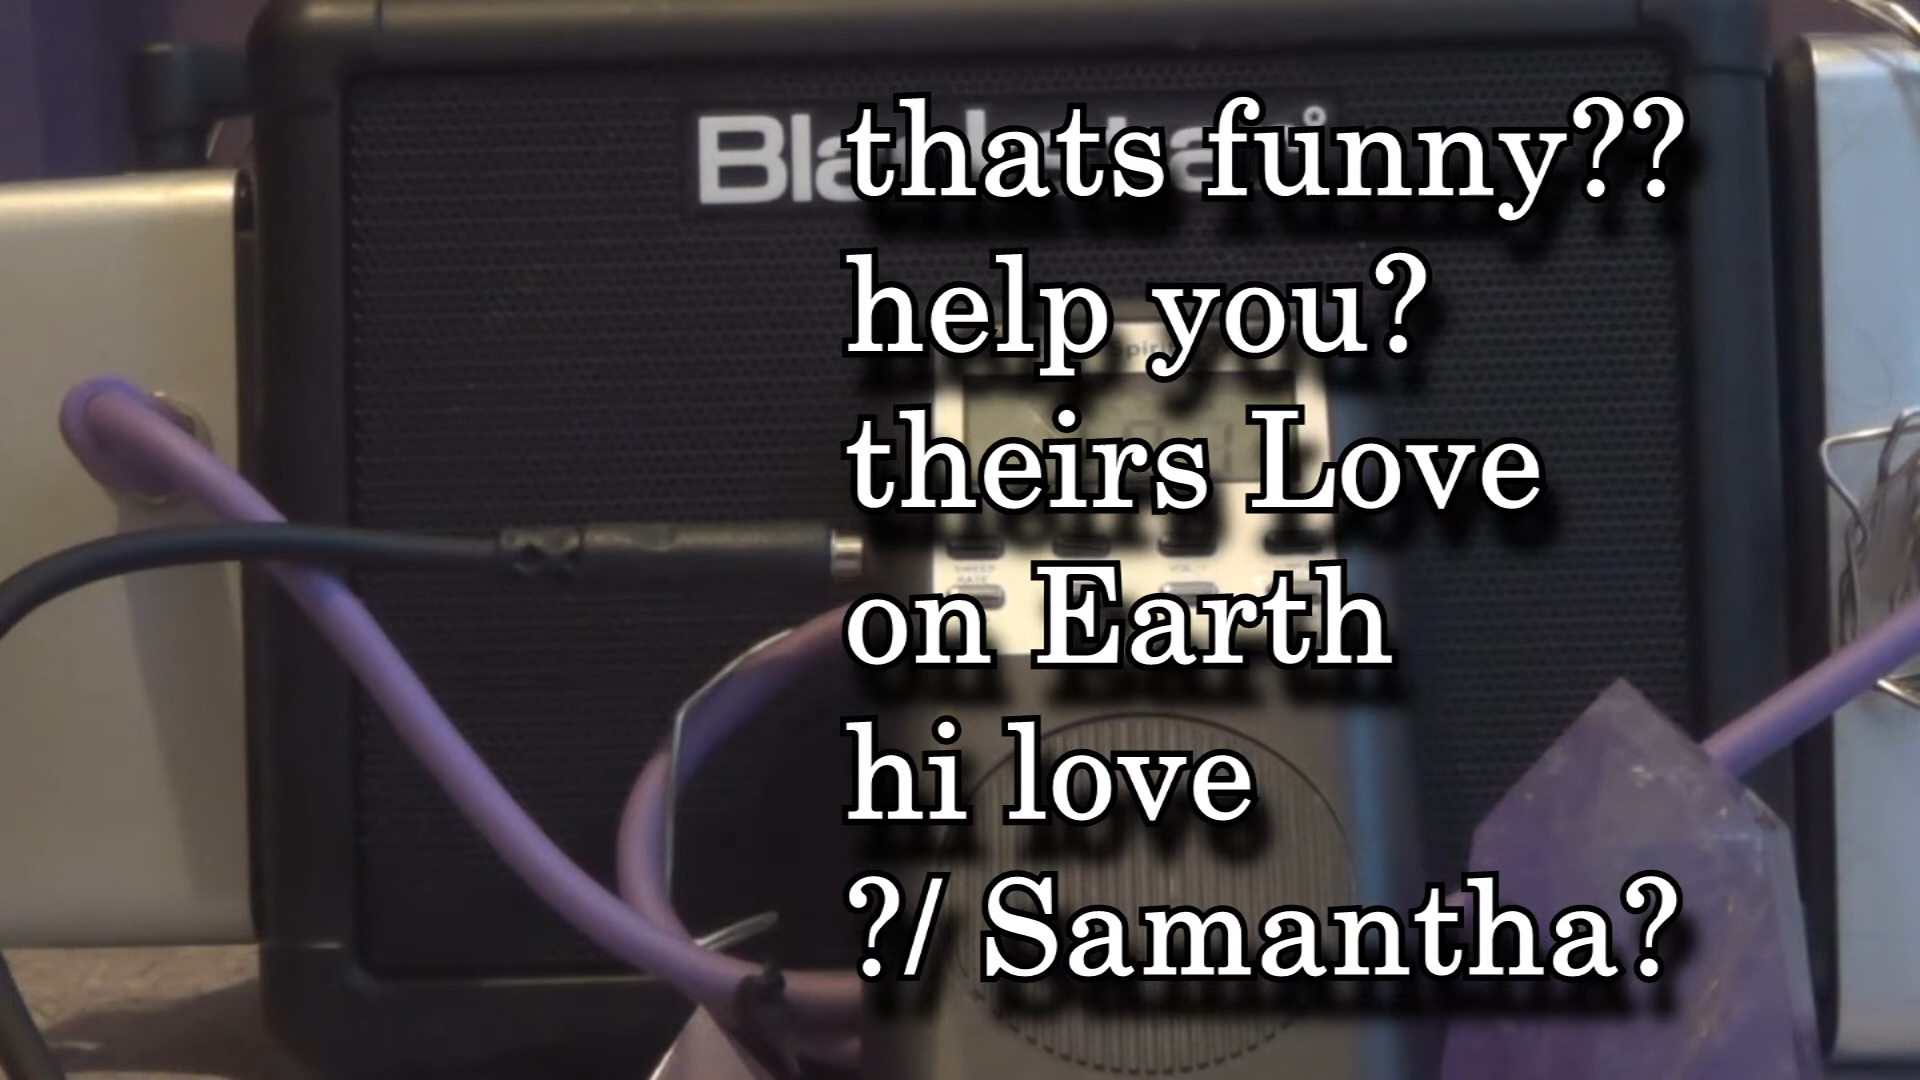 thats funny??
help you?
theirs Love
on Earth
hi love
?/ Samantha?